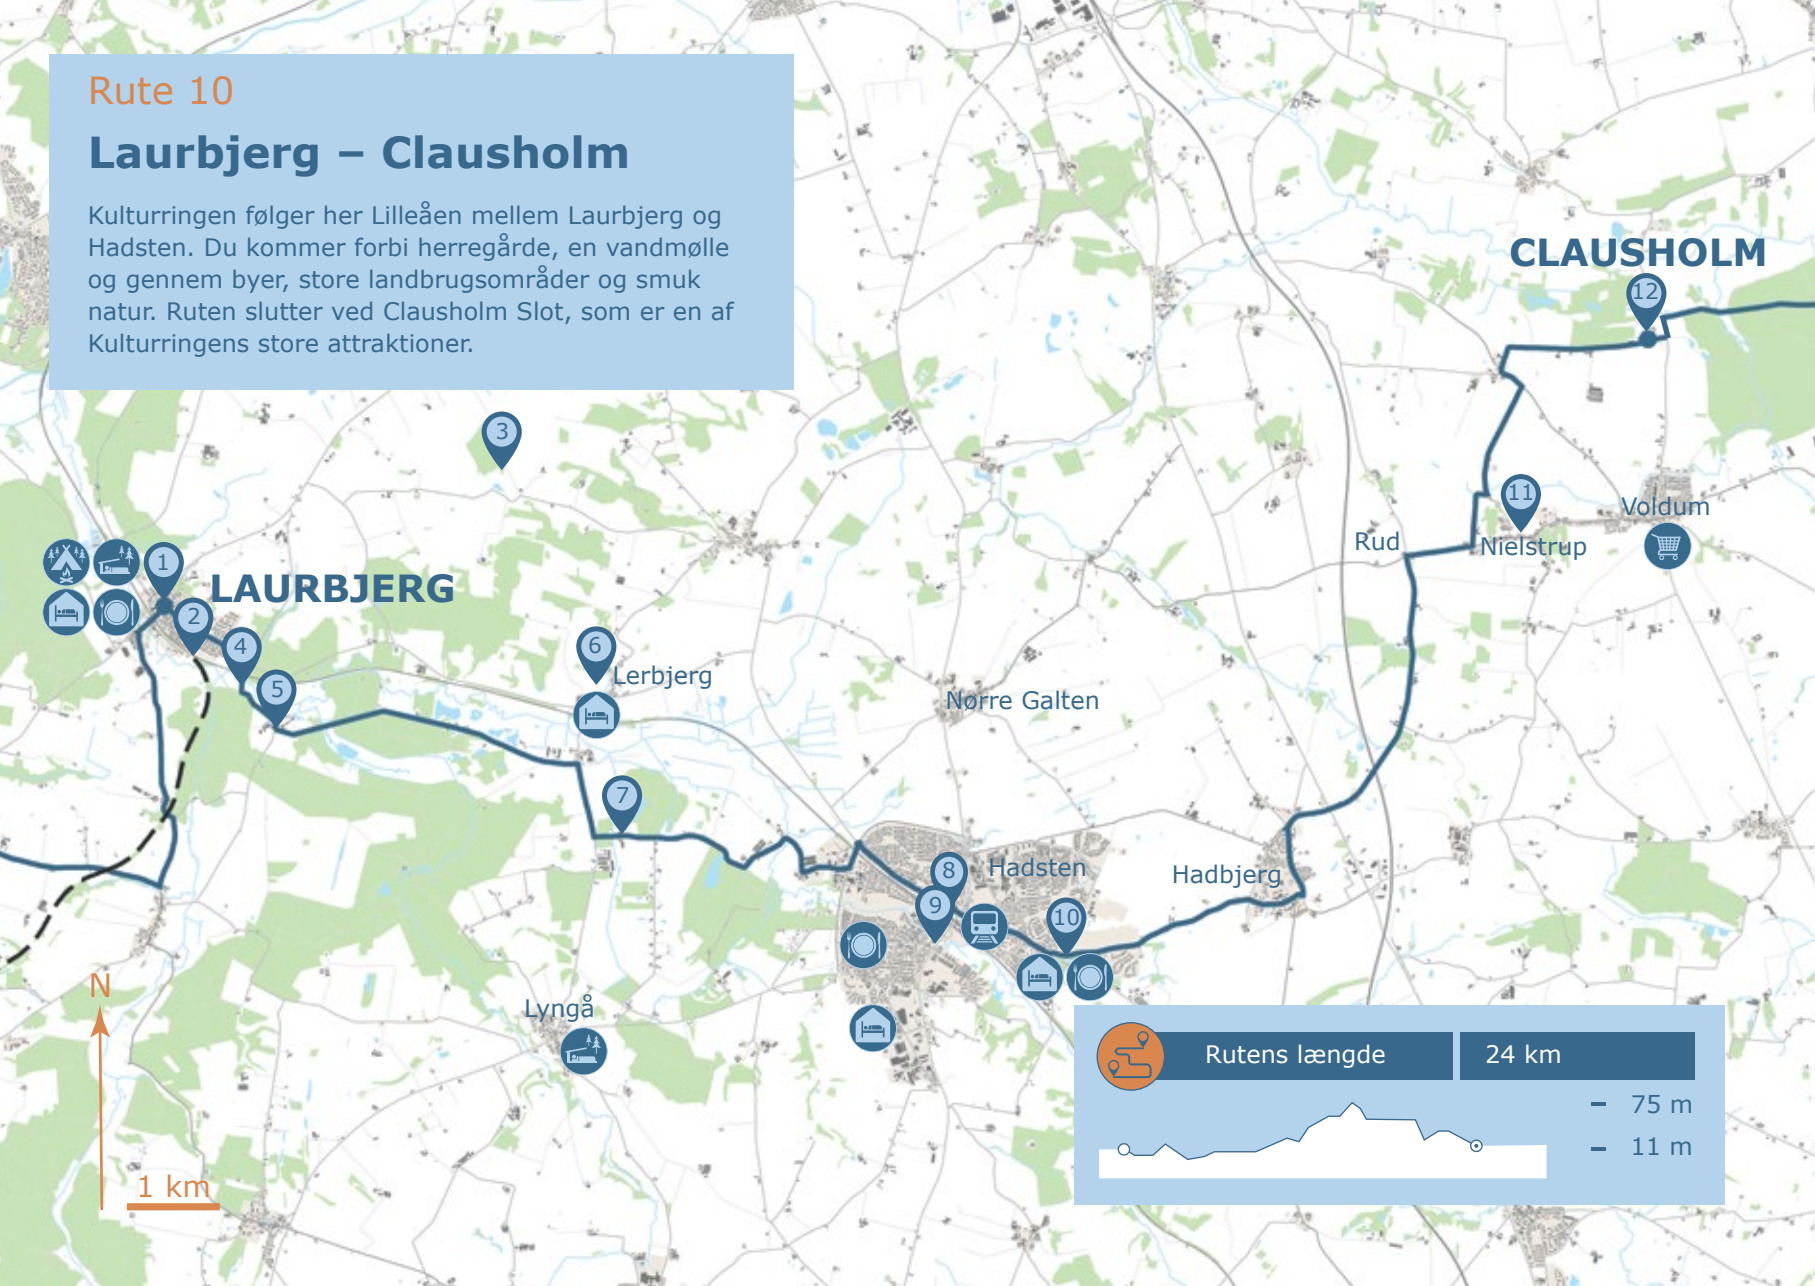 Rute 10
Laurbjerg – Clausholm
Kulturringen følger her Lilleåen mellem Laurbjerg og
Hadsten. Du kommer forbi herregårde, en vandmølle
og gennem byer, store landbrugsområder og smuk
natur. Ruten slutter ved Clausholm Slot, som er en af
Kulturringens store attraktioner.
CLAUSHOLM
12
3
11
Voldum
Rud
Nielstrup
1
LAURBJERG
2
4
6
Lerbjerg
5
Nørre Galten
7
8
Hadsten
Hadbjerg
9
10
N
Lyngå
1 km
Rutens længde
24 km
75 m
11 m